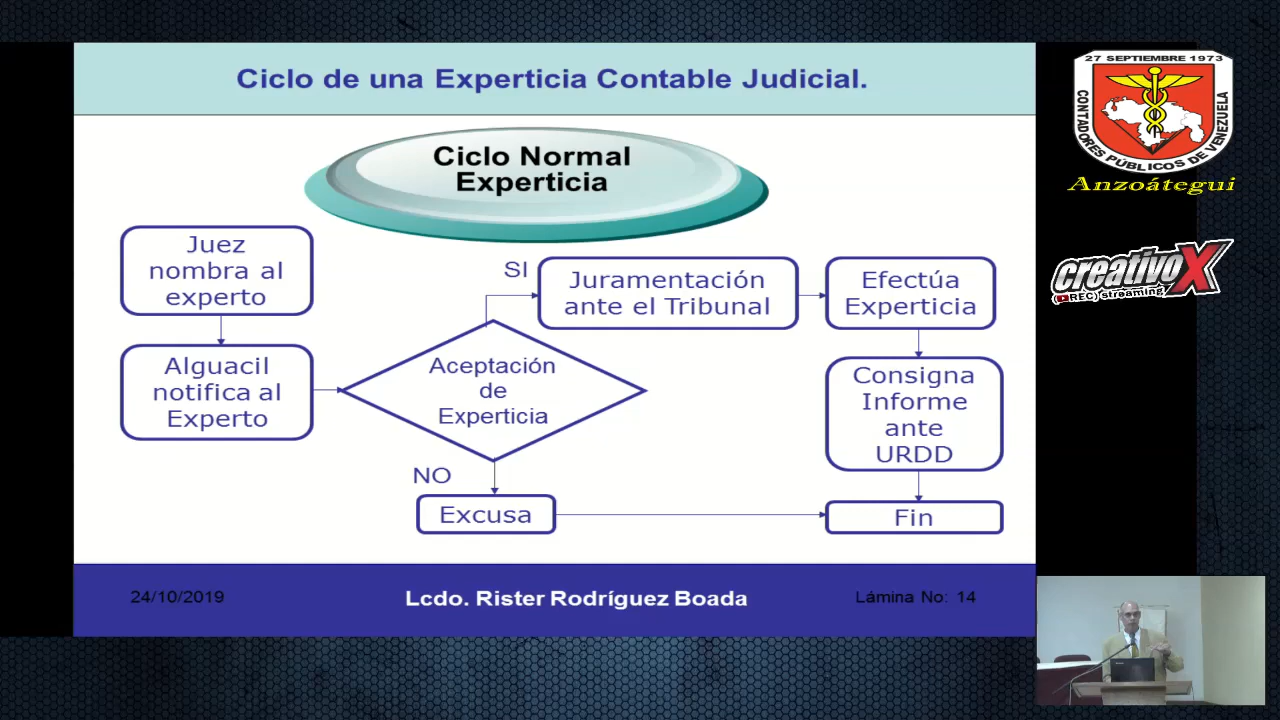 Ciclo de una Experticia Contable Judicial.
Ciclo Normal
Experticia
Juez
nombra al
experto
Alguacil
notifica al
Experto
Aceptación
de
Experticia
SI
Juramentación
ante el Tribunal
Efectúa
Experticia
Consigna
Informe
ante
URDD
NO
Excusa
Fin
24/10/2019
Lcdo. Rister Rodríguez Boada
Lámina No: 14
27 SEPTIEMBRE 1973
CONTADORES PÚBLICOS DE VENEZUELA
Anzoátegui
creativoX
(REC) streaming